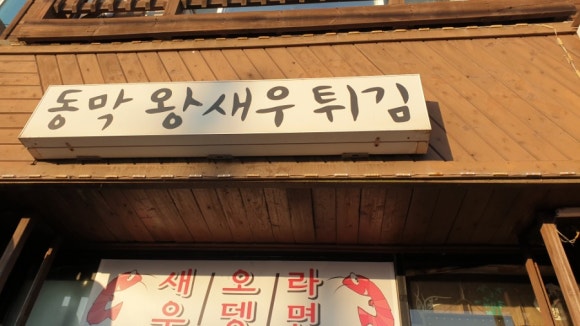 동막 왕새우 튀김
새우
오뎅
라면